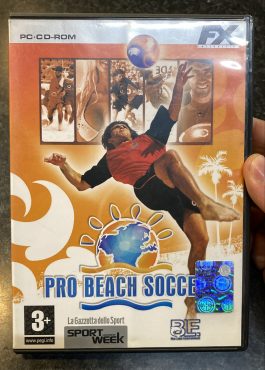 PC-CD-ROM
FX
PRO BEACH SOCCE
3+
www.pegi.info
La Gazzetta dello Sport
SPORT
WEEK